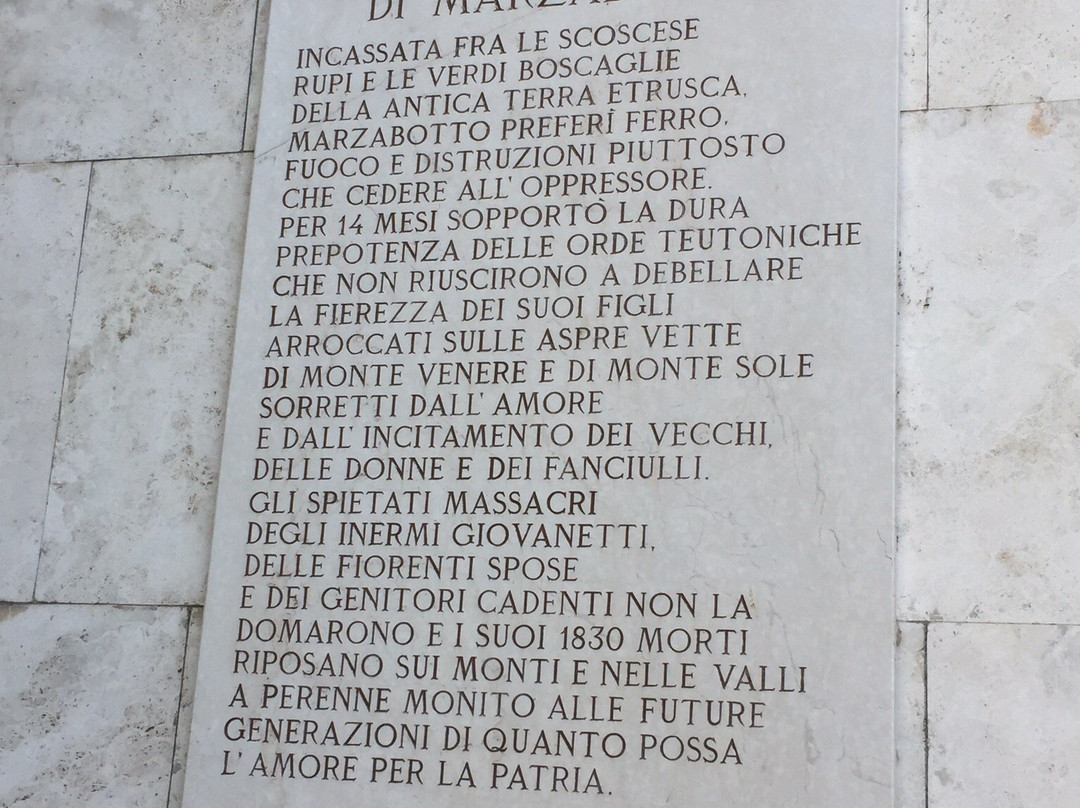 DI
INCASSATA FRA LE SCOSCESE
RUPI E LE VERDI BOSCAGLIE
DELLA ANTICA TERRA ETRUSCA,
MARZABOTTO PREFERÌ FERRO,
FUOCO E DISTRUZIONI PIUTTOSTO
CHE CEDERE ALL'OPPRESSORE.
PER 14 MESI SOPPORTÒ LA DURA
PREPOTENZA DELLE ORDE TEUTONICHE
CHE NON RIUSCIRONO A DEBELLARE
LA FIEREZZA DEI SUOI FIGLI
ARROCCATI SULLE ASPRE VETTE
DI MONTE VENERE E DI MONTE SOLE
SORRETTI DALL'AMORE
E DALL'INCITAMENTO DEI VECCHI,
DELLE DONNE E DEI FANCIULLI.
GLI SPIETATI MASSACRI
DEGLI INERMI GIOVANETTI,
DELLE FIORENTI SPOSE
E DEI GENITORI CADENTI NON LA
DOMARONO E I SUOI 1830 MORTI
RIPOSANO SUI MONTI E NELLE VALLI
A PERENNE MONITO ALLE FUTURE
GENERAZIONI DI QUANTO POSSA
L'AMORE PER LA PATRIA.